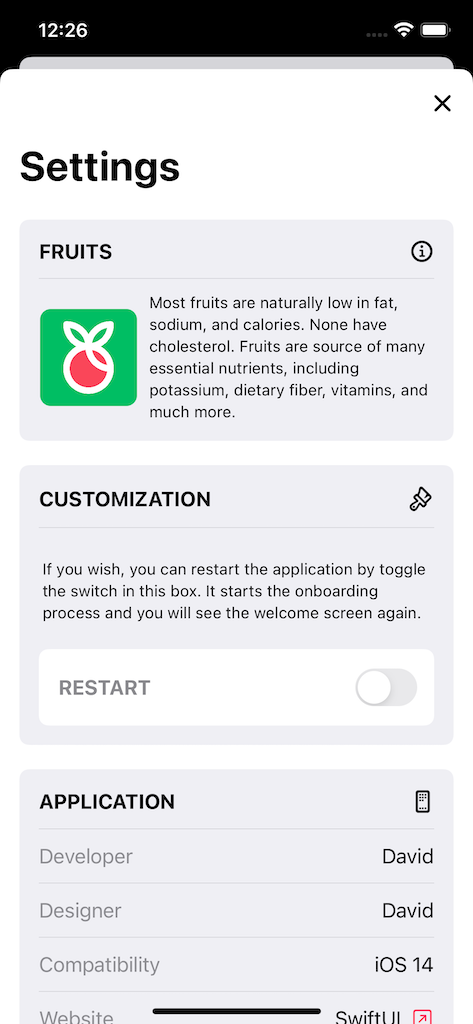 12:26
Settings
FRUITS
Most fruits are naturally low in fat,
sodium, and calories. None have
cholesterol. Fruits are source of many
essential nutrients, including
potassium, dietary fiber, vitamins, and
much more.
CUSTOMIZATION
If you wish, you can restart the application by toggle
the switch in this box. It starts the onboarding
process and you will see the welcome screen again.
RESTART
APPLICATION
Developer David
Designer David
Compatibility iOS 14
Website SwiftUI